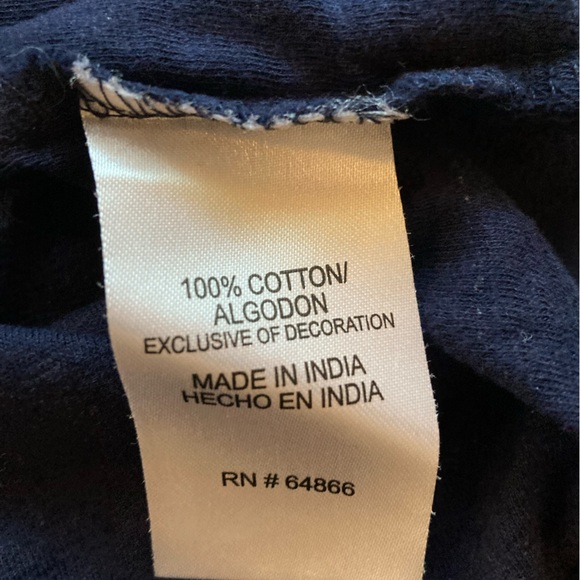 100% COTTON/
ALGODON
EXCLUSIVE OF DECORATION
MADE IN INDIA
HECHO EN INDIA
RN # 64866